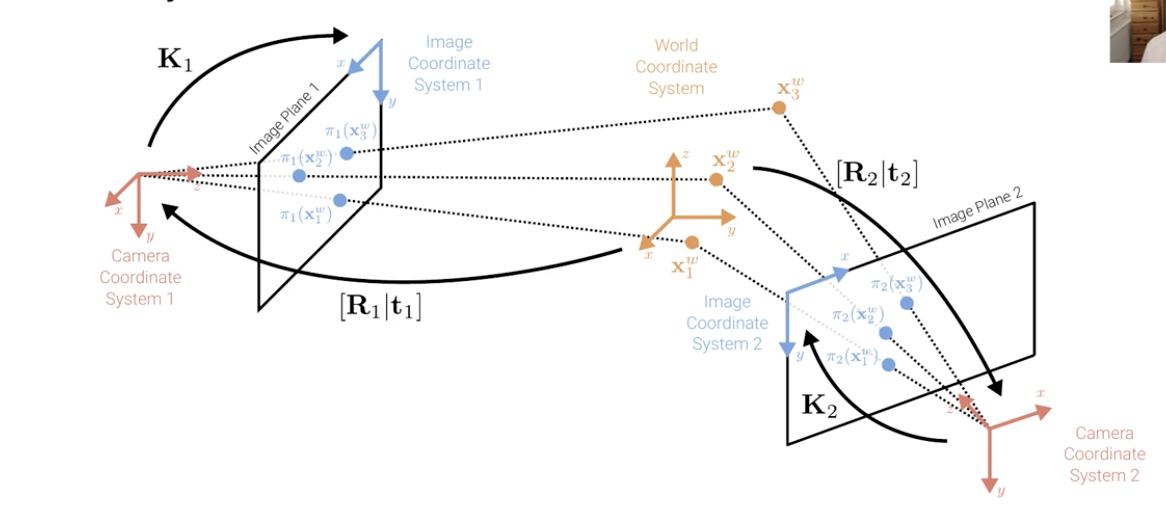 K₁
Image
Coordinate
System 1
x
y
Image Plane 1
π₁(x₃ʷ)
π₁(x₂ʷ)
π₁(x₁ʷ)
z
x
y
Camera
Coordinate
System 1
[R₁|t₁]
World
Coordinate
System
z
y
x
x₃ʷ
x₂ʷ
x₁ʷ
[R₂|t₂]
Image Plane 2
x
y
Image
Coordinate
System 2
π₂(x₃ʷ)
π₂(x₂ʷ)
π₂(x₁ʷ)
K₂
z
x
y
Camera
Coordinate
System 2